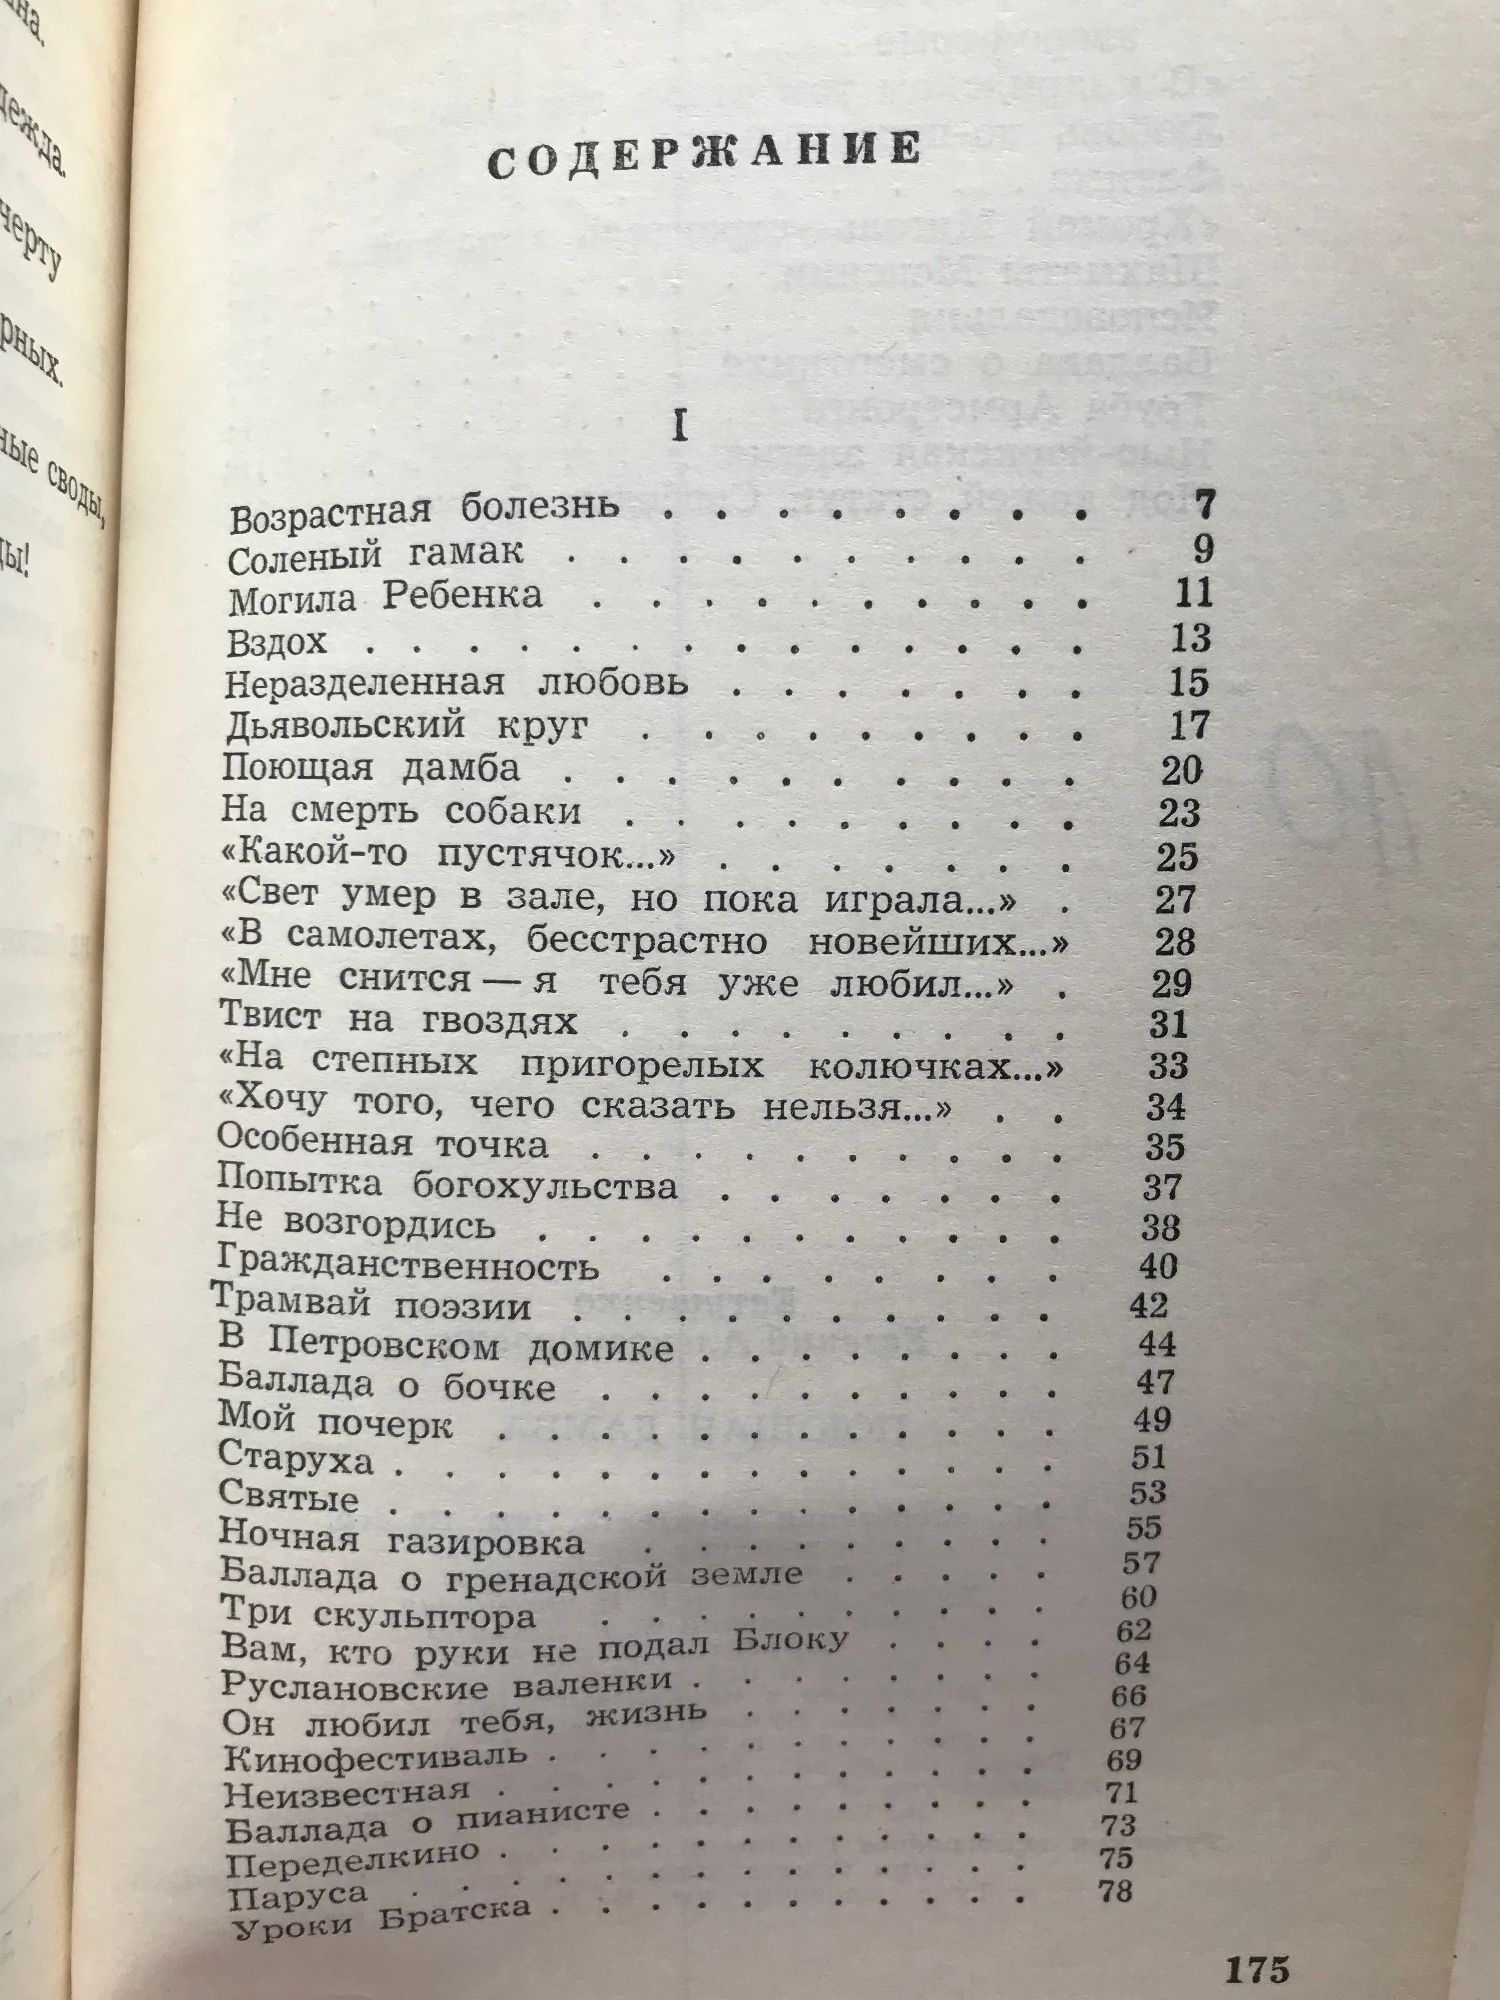 черту
своды,
СОДЕРЖАНИЕ
I
Возрастная болезнь . . . . . . . . 7
Соленый гамак . . . . . . . . . . 9
Могила Ребенка . . . . . . . . . . 11
Вздох . . . . . . . . . . . . . . 13
Неразделенная любовь . . . . . . . 15
Дьявольский круг . . . . . . . . . 17
Поющая дамба . . . . . . . . . . 20
На смерть собаки . . . . . . . . . 23
«Какой-то пустячок...» . . . . . . . 25
«Свет умер в зале, но пока играла...» . 27
«В самолетах, бесстрастно новейших...» 28
«Мне снится — я тебя уже любил...» . 29
Твист на гвоздях . . . . . . . . . 31
«На степных пригорелых колючках...» 33
«Хочу того, чего сказать нельзя...» . . 34
Особенная точка . . . . . . . . . . 35
Попытка богохульства . . . . . . . 37
Не возгордись . . . . . . . . . . . 38
Гражданственность . . . . . . . . 40
Трамвай поэзии . . . . . . . . . . 42
В Петровском домике . . . . . . . . 44
Баллада о бочке . . . . . . . . . . 47
Мой почерк . . . . . . . . . . . . 49
Старуха . . . . . . . . . . . . . . 51
Святые . . . . . . . . . . . . . . 53
Ночная газировка . . . . . . . . . 55
Баллада о гренадской земле . . . . . 57
Три скульптора . . . . . . . . . . 60
Вам, кто руки не подал Блоку . . . . 62
Руслановские валенки . . . . . . . . 64
Он любил тебя, жизнь . . . . . . . 66
Кинофестиваль . . . . . . . . . . . 67
Неизвестная . . . . . . . . . . . . 69
Баллада о пианисте . . . . . . . . . 71
Переделкино . . . . . . . . . . . . 73
Паруса . . . . . . . . . . . . . . 75
Уроки Братска . . . . . . . . . . . 78
175